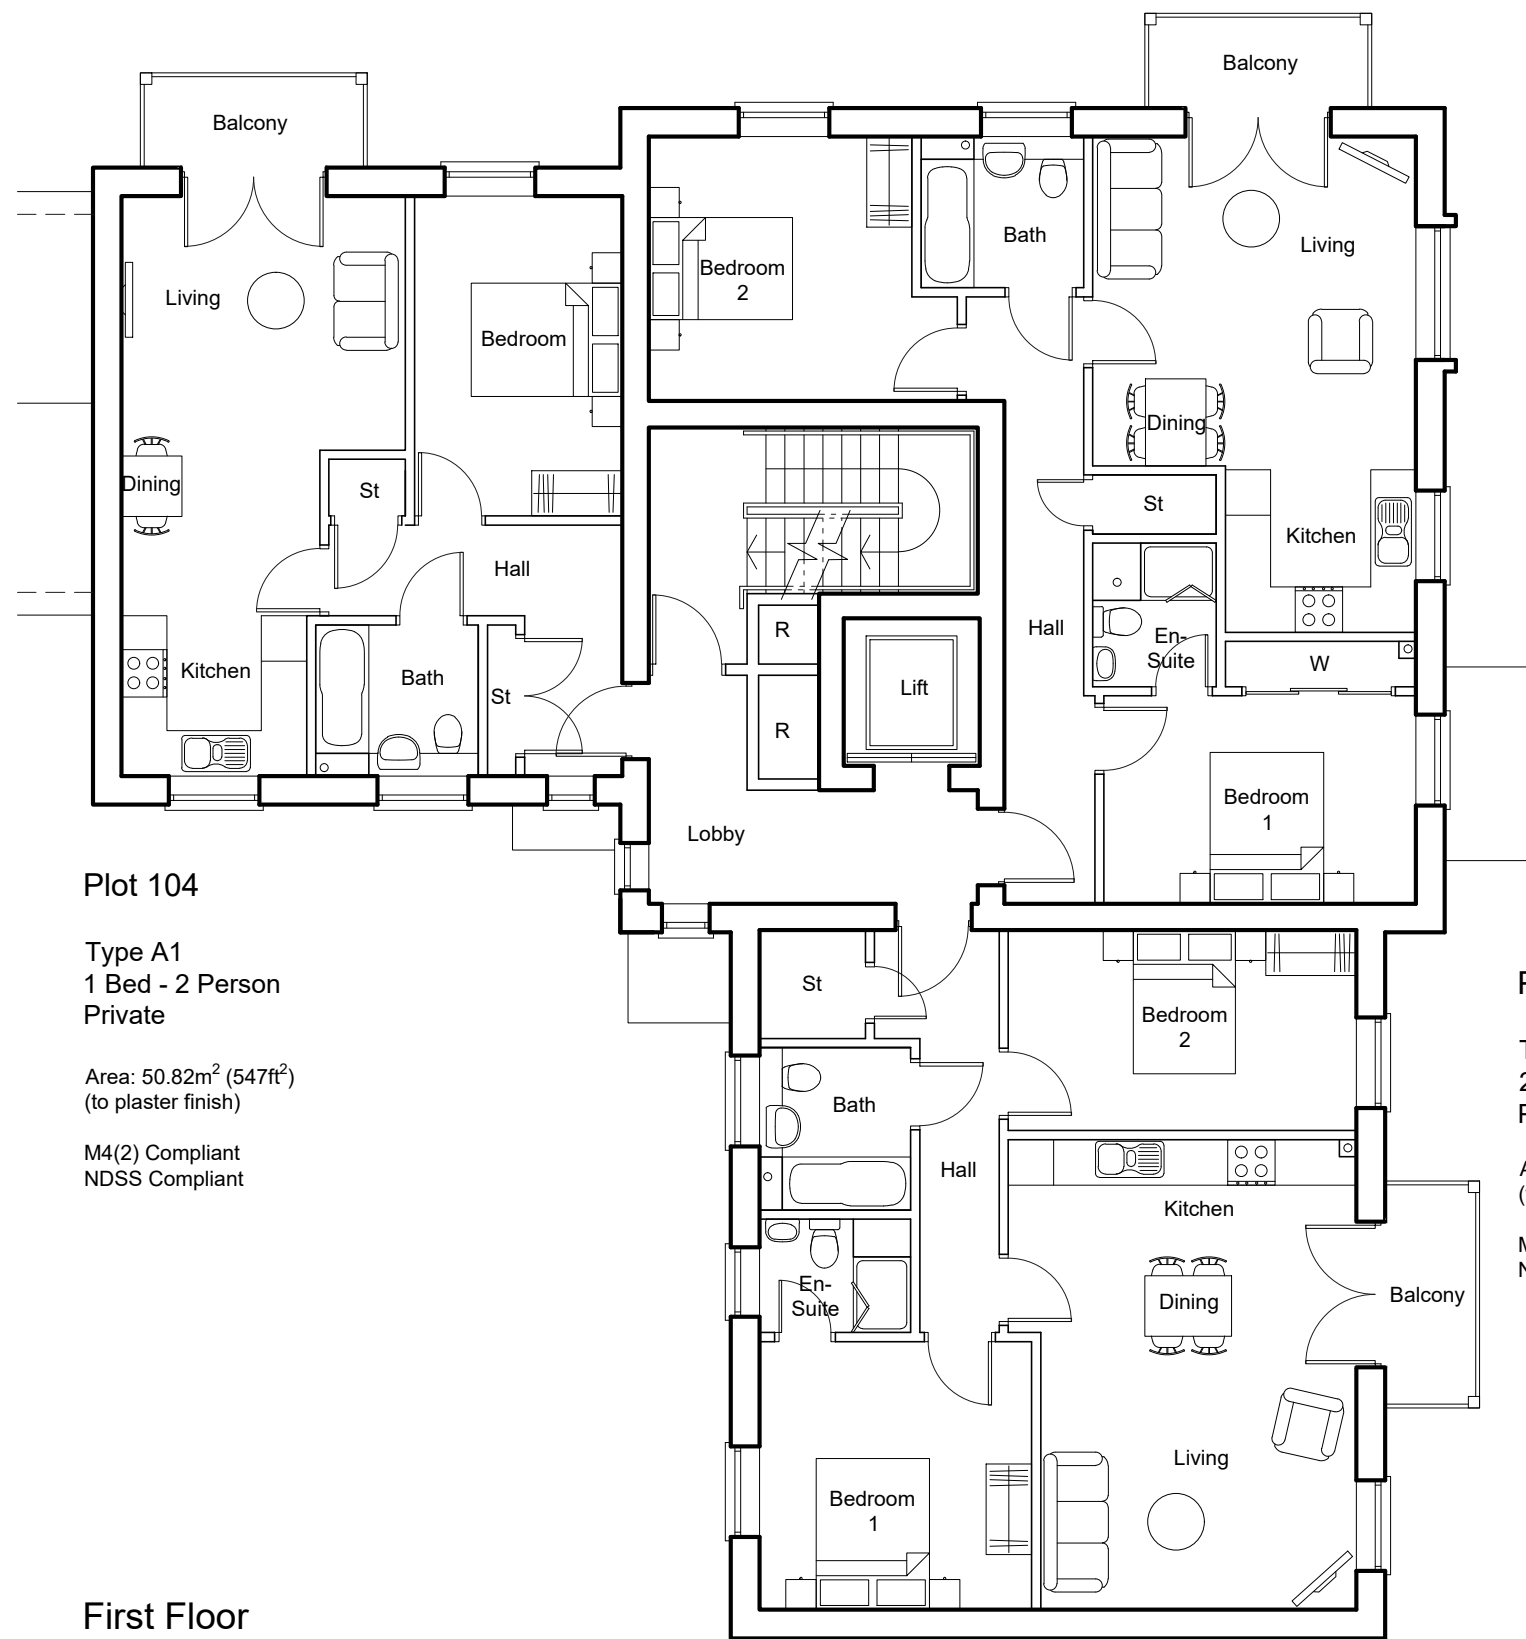 Balcony
Balcony
Living
Bedroom
Dining
St
Hall
Kitchen
Bath
St
Bedroom
2
Bath
Living
Dining
St
Kitchen
Hall
En-
Suite
W
R
R
Lift
Bedroom
1
Lobby
Plot 104
Type A1
1 Bed - 2 Person
Private
Area: 50.82m² (547ft²)
(to plaster finish)
M4(2) Compliant
NDSS Compliant
St
Bedroom
2
Bath
Hall
Kitchen
En-
Suite
Dining
Balcony
Living
Bedroom
1
First Floor